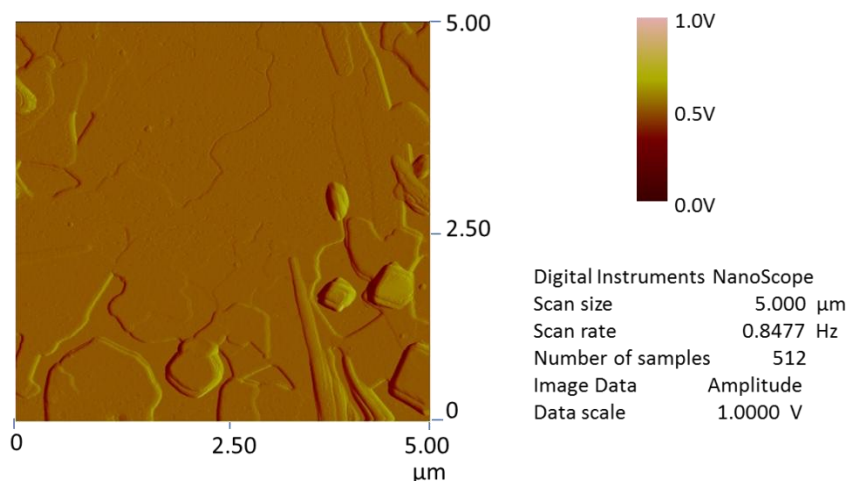 5.00
2.50
0
0
2.50
5.00
μm
1.0V
0.5V
0.0V
Digital Instruments NanoScope
Scan size 5.000 μm
Scan rate 0.8477 Hz
Number of samples 512
Image Data Amplitude
Data scale 1.0000 V